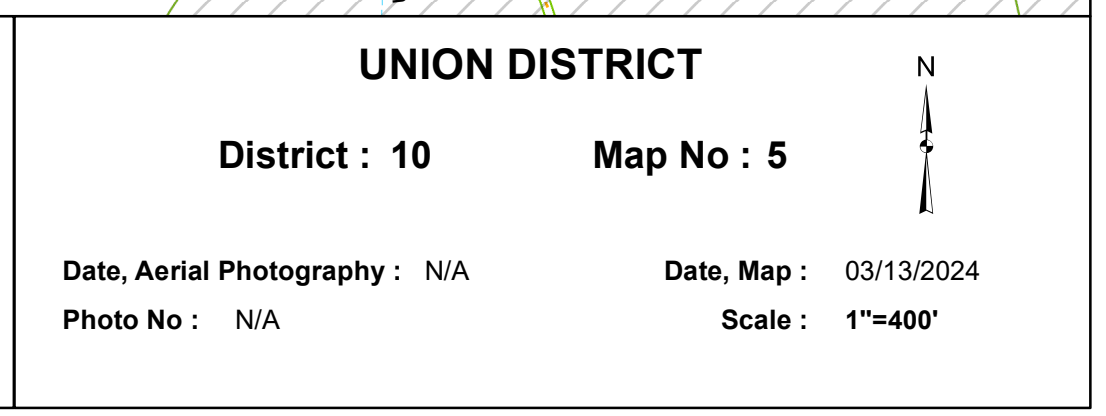 UNION DISTRICT
N
District : 10 Map No : 5
Date, Aerial Photography : N/A Date, Map : 03/13/2024
Photo No : N/A Scale : 1"=400'